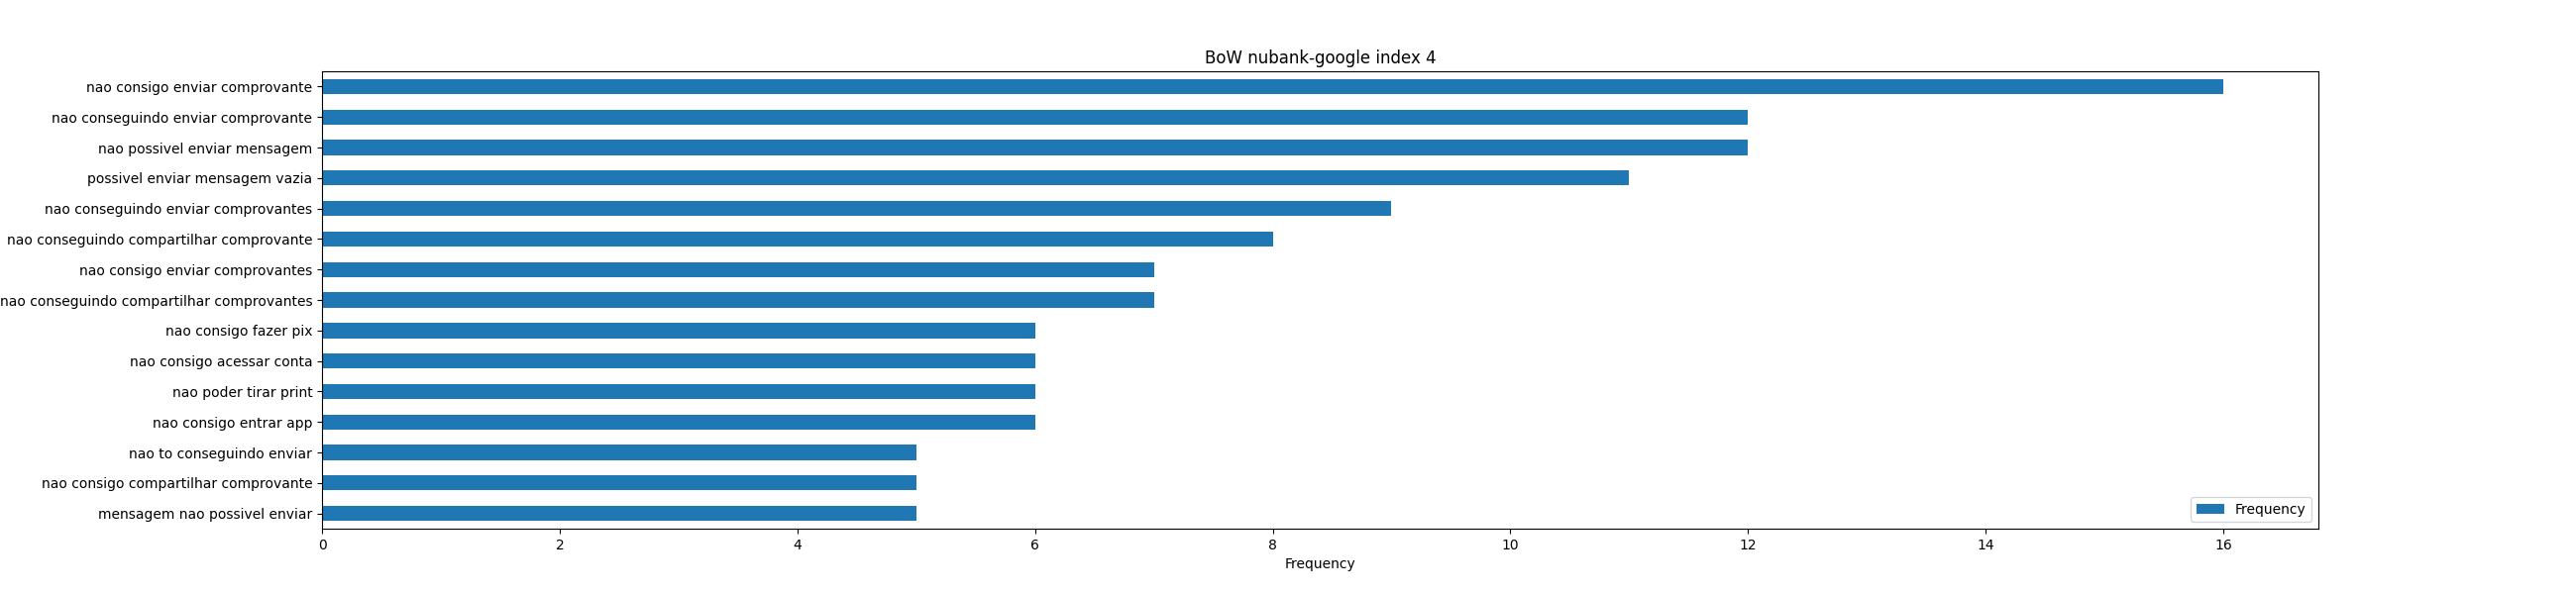 BoW nubank-google index 4
nao consigo enviar comprovante
nao conseguindo enviar comprovante
nao possivel enviar mensagem
possivel enviar mensagem vazia
nao conseguindo enviar comprovantes
nao conseguindo compartilhar comprovante
nao consigo enviar comprovantes
nao conseguindo compartilhar comprovantes
nao consigo fazer pix
nao consigo acessar conta
nao poder tirar print
nao consigo entrar app
nao to conseguindo enviar
nao consigo compartilhar comprovante
mensagem nao possivel enviar
Frequency
0 2 4 6 8 10 12 14 16
Frequency